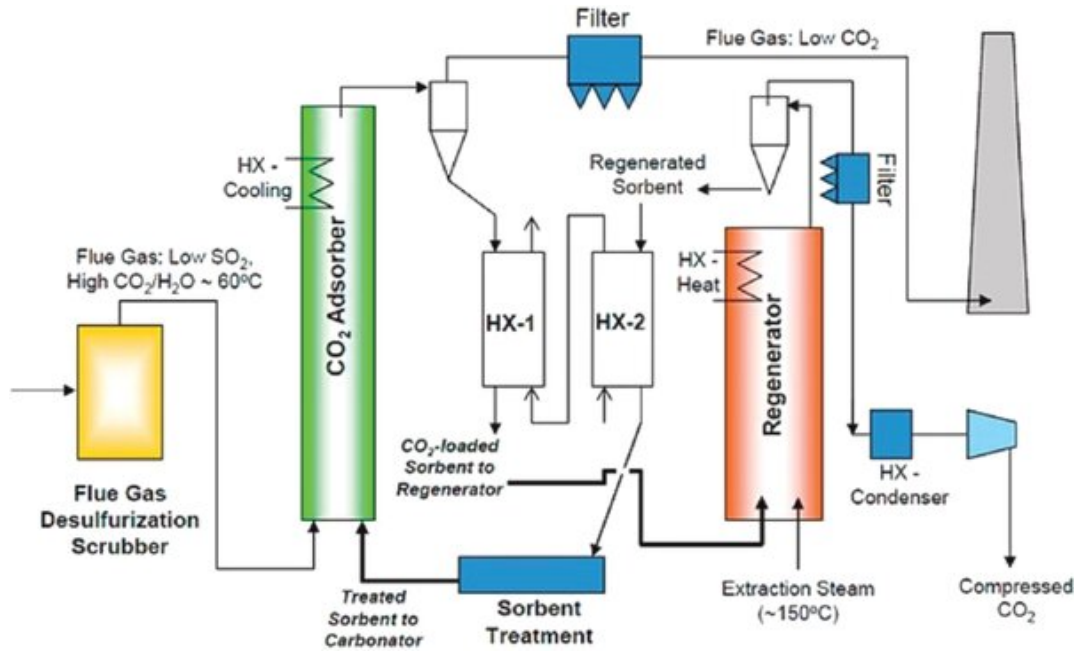 Filter
Flue Gas: Low CO₂
HX -
Cooling
CO₂ Adsorber
Regenerated
Sorbent
Filter
Flue Gas: Low SO₂,
High CO₂/H₂O ~ 60ºC
HX -
Heat
HX-1
HX-2
Regenerator
CO₂-loaded
Sorbent to
Regenerator
HX -
Condenser
Flue Gas
Desulfurization
Scrubber
Treated
Sorbent to
Carbonator
Sorbent
Treatment
Extraction Steam
(~150ºC)
Compressed
CO₂